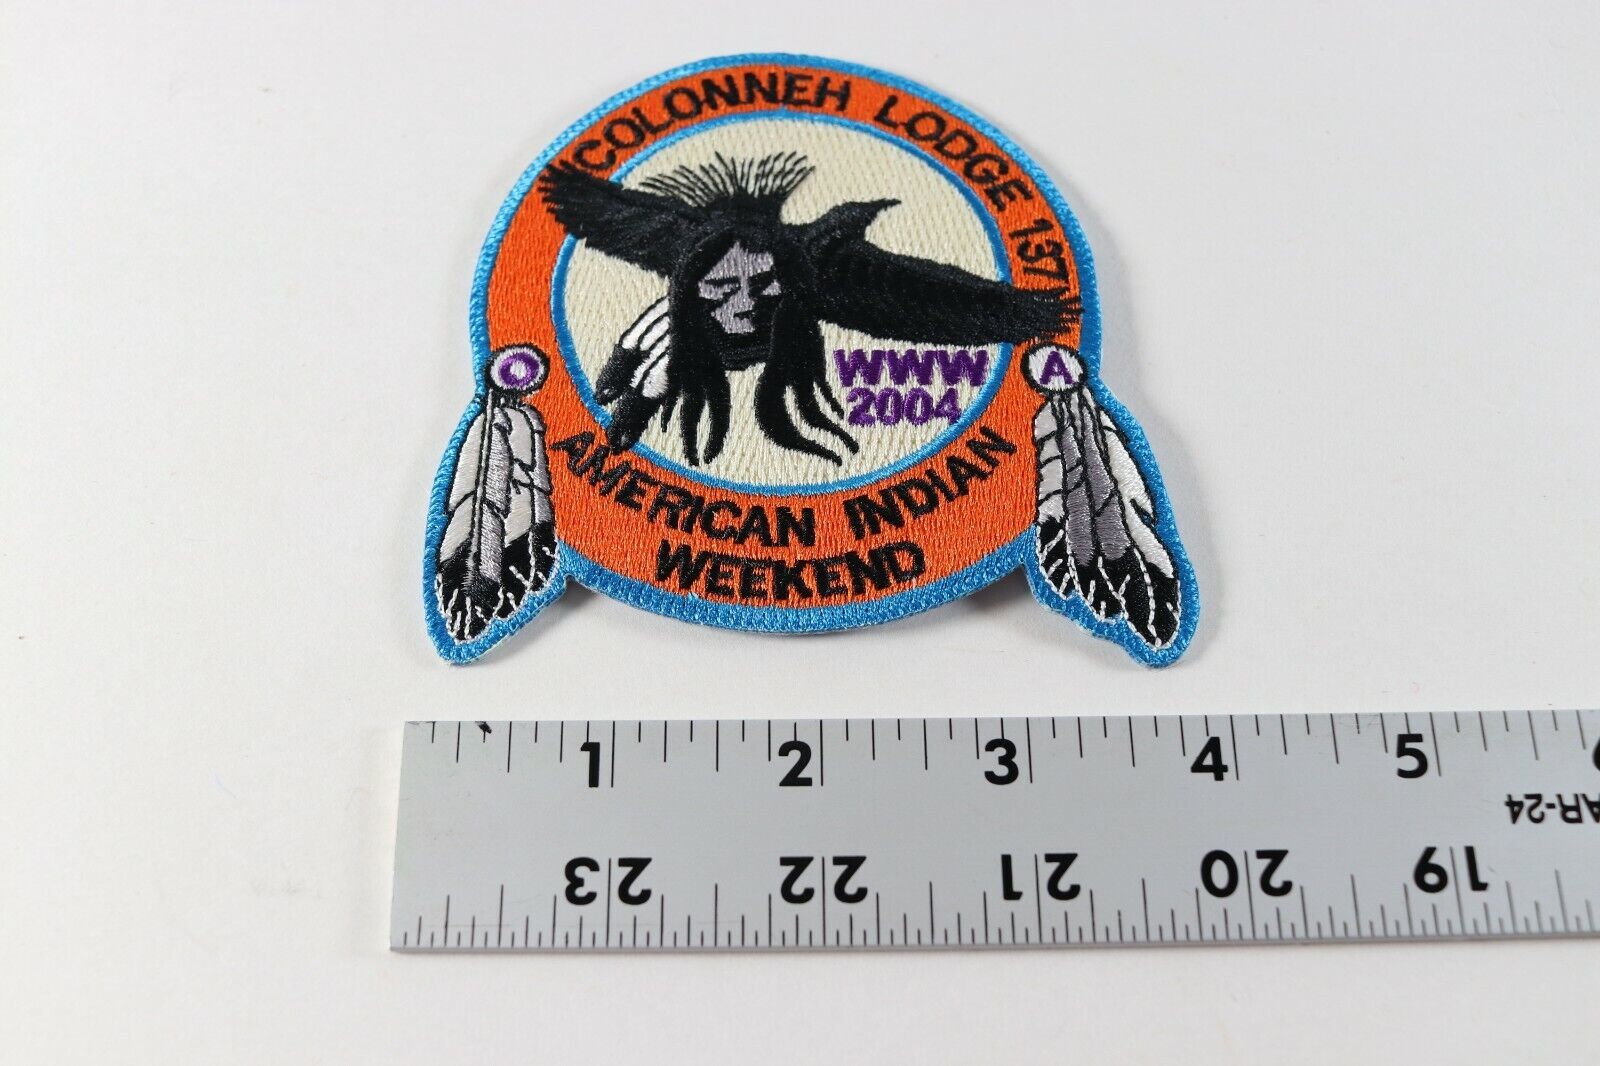 COLONNEH LODGE 137
WWW
2004
O A
AMERICAN INDIAN
WEEKEND
1 2 3 4 5 6
AR-24
23 22 21 20 19